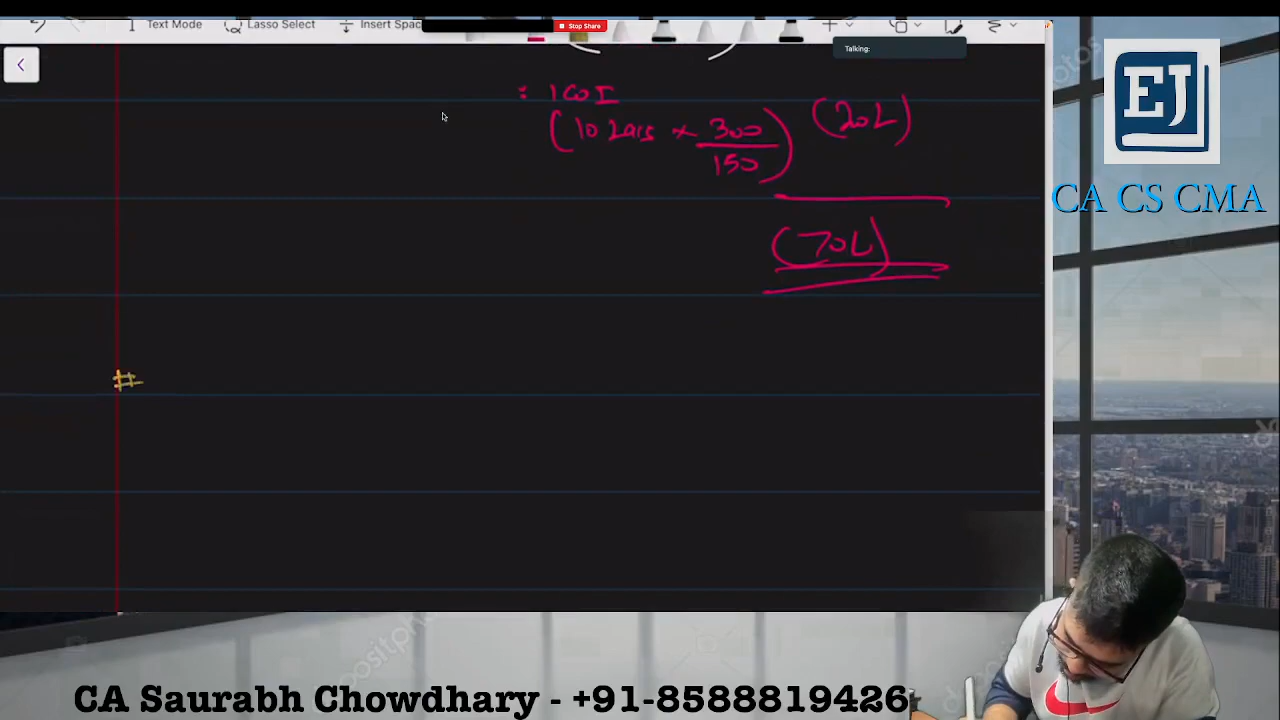 Text Mode Lasso Select Insert Spac
Stop Share
Talking:
: ICOI
(10 Lacs × 300/150) (20L)
(70L)
#
EJ
CA CS CMA
CA Saurabh Chowdhary - +91-8588819426